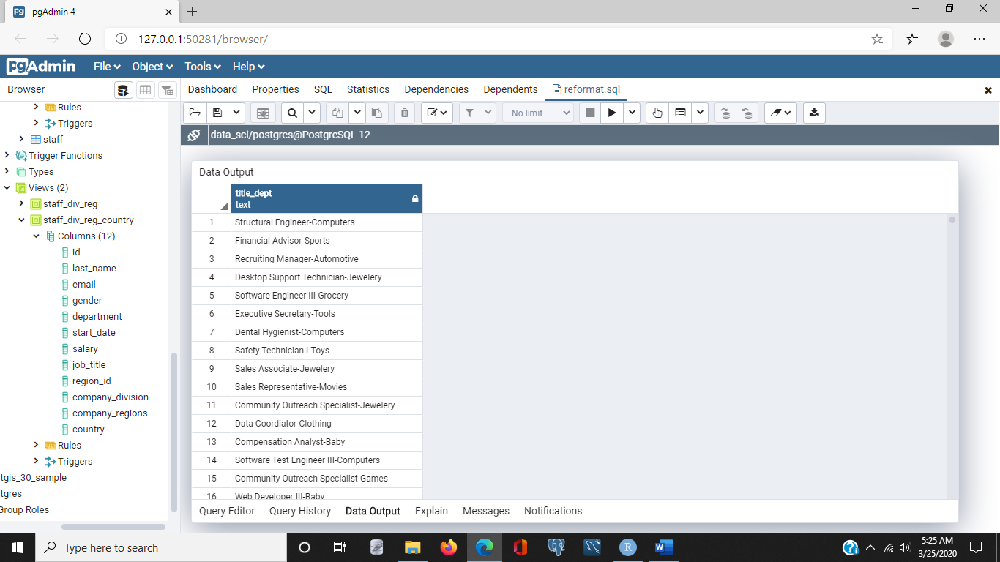 pgAdmin 4
127.0.0.1:50281/browser/
pgAdmin File Object Tools Help
Browser
Dashboard Properties SQL Statistics Dependencies Dependents reformat.sql
No limit
data_sci/postgres@PostgreSQL 12
Rules
Triggers
staff
Trigger Functions
Types
Views (2)
staff_div_reg
staff_div_reg_country
Columns (12)
id
last_name
email
gender
department
start_date
salary
job_title
region_id
company_division
company_regions
country
Rules
Triggers
tgis_30_sample
tgres
Group Roles
Data Output
title_dept
text
1 Structural Engineer-Computers
2 Financial Advisor-Sports
3 Recruiting Manager-Automotive
4 Desktop Support Technician-Jewelery
5 Software Engineer III-Grocery
6 Executive Secretary-Tools
7 Dental Hygienist-Computers
8 Safety Technician I-Toys
9 Sales Associate-Jewelery
10 Sales Representative-Movies
11 Community Outreach Specialist-Jewelery
12 Data Coordiator-Clothing
13 Compensation Analyst-Baby
14 Software Test Engineer III-Computers
15 Community Outreach Specialist-Games
16 Web Developer III-Baby
Query Editor Query History Data Output Explain Messages Notifications
Type here to search
5:25 AM
3/25/2020